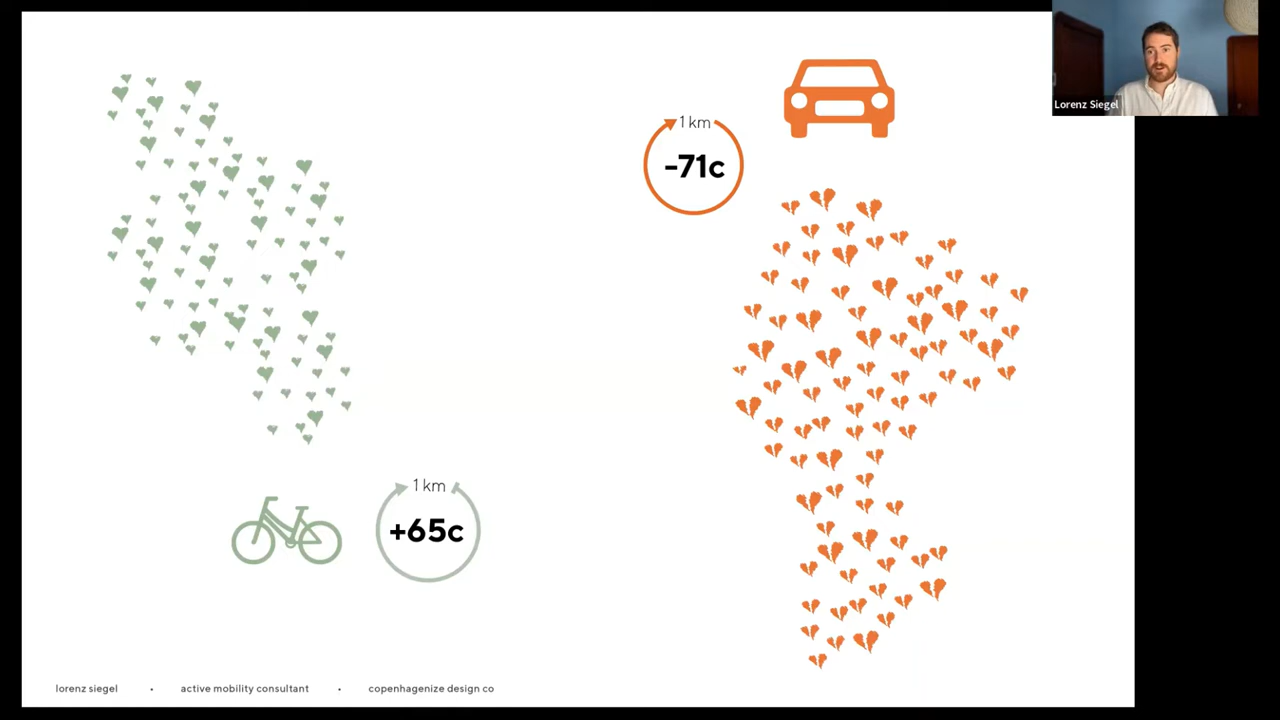 Lorenz Siegel
1 km
-71c
1 km
+65c
lorenz siegel • active mobility consultant • copenhagenize design co